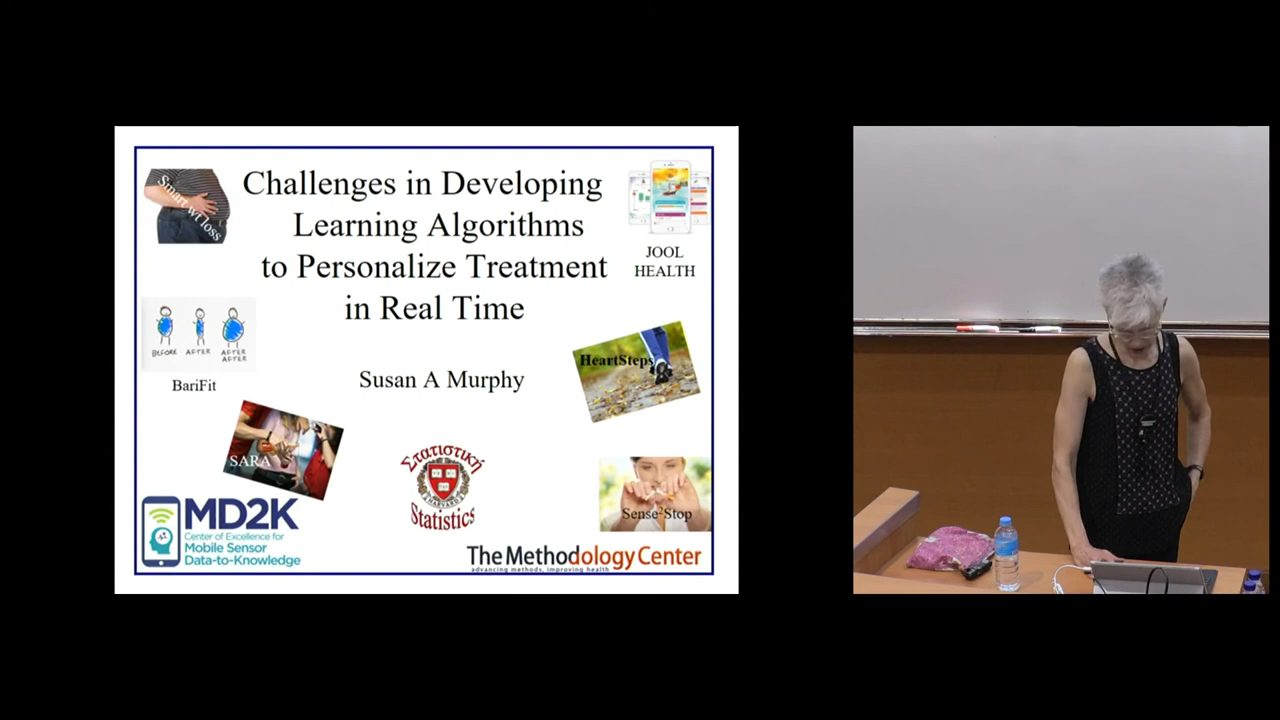 Challenges in Developing
Learning Algorithms
to Personalize Treatment
in Real Time
Susan A Murphy
Smart wt loss
JOOL
HEALTH
BEFORE AFTER AFTER
AFTER
BariFit
HeartSteps
SARA
Στατιστική
HARVARD
Statistics
Sense²Stop
MD2K
Center of Excellence for
Mobile Sensor
Data-to-Knowledge
The Methodology Center
advancing methods, improving health